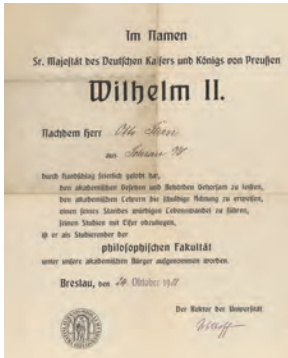 Im Namen
Sr. Majestät des Deutschen Kaisers und Königs von Preußen
Wilhelm II.
Nachdem Herr Otto Stern
aus Sohrau O/S
durch Handschlag feierlich gelobt hat,
den akademischen Gesetzen und Behörden Gehorsam zu leisten,
den akademischen Lehrern die schuldige Achtung zu erweisen,
einen seines Standes würdigen Lebenswandel zu führen,
seinen Studien mit Eifer obzuliegen,
ist er als Studierender der
philosophischen Fakultät
unter unsere akademischen Bürger aufgenommen worden.
Breslau, den Oktober
Der Rektor der Universität